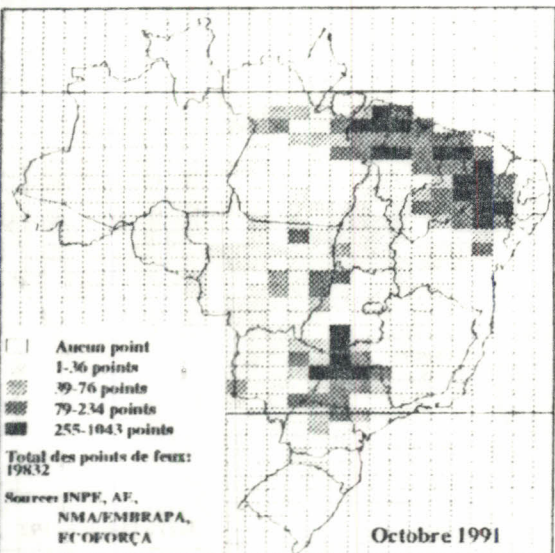 Aucun point
1-36 points
39-76 points
79-234 points
255-1043 points
Total des points de feux:
19832
Source: INPE, AE,
NMA/EMBRAPA,
ECOFORÇA
Octobre 1991